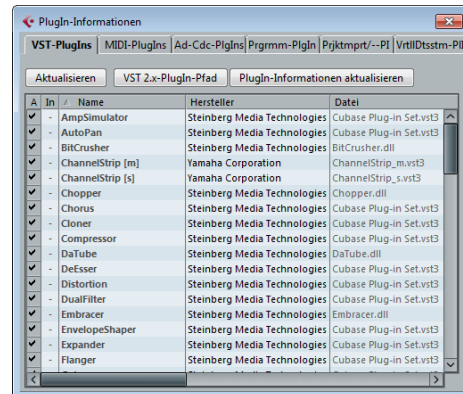 PlugIn-Informationen
VST-PlugIns MIDI-PlugIns Ad-Cdc-PlgIns Prgrmm-PlgIn Prjktmprt/--PI VrtllDtsstm-PlI
Aktualisieren VST 2.x-PlugIn-Pfad PlugIn-Informationen aktualisieren
A In Name Hersteller Datei
- AmpSimulator Steinberg Media Technologies Cubase Plug-in Set.vst3
- AutoPan Steinberg Media Technologies Cubase Plug-in Set.vst3
- BitCrusher Steinberg Media Technologies BitCrusher.dll
- ChannelStrip [m] Yamaha Corporation ChannelStrip_m.vst3
- ChannelStrip [s] Yamaha Corporation ChannelStrip_s.vst3
- Chopper Steinberg Media Technologies Chopper.dll
- Chorus Steinberg Media Technologies Cubase Plug-in Set.vst3
- Cloner Steinberg Media Technologies Cubase Plug-in Set.vst3
- Compressor Steinberg Media Technologies Cubase Plug-in Set.vst3
- DaTube Steinberg Media Technologies DaTube.dll
- DeEsser Steinberg Media Technologies Cubase Plug-in Set.vst3
- Distortion Steinberg Media Technologies Cubase Plug-in Set.vst3
- DualFilter Steinberg Media Technologies Cubase Plug-in Set.vst3
- Embracer Steinberg Media Technologies Embracer.dll
- EnvelopeShaper Steinberg Media Technologies Cubase Plug-in Set.vst3
- Expander Steinberg Media Technologies Cubase Plug-in Set.vst3
- Flanger Steinberg Media Technologies Cubase Plug-in Set.vst3